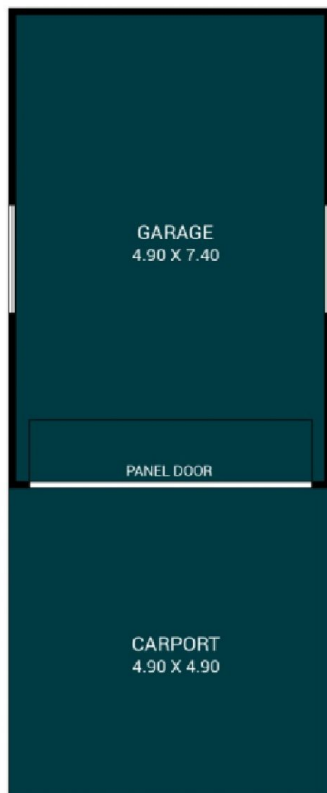 GARAGE
4.90 X 7.40
PANEL DOOR
CARPORT
4.90 X 4.90